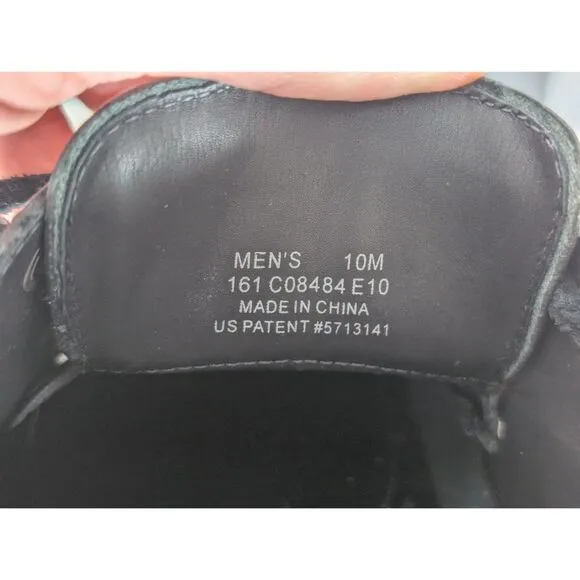 MEN'S 10M
161 C08484 E10
MADE IN CHINA
US PATENT #5713141